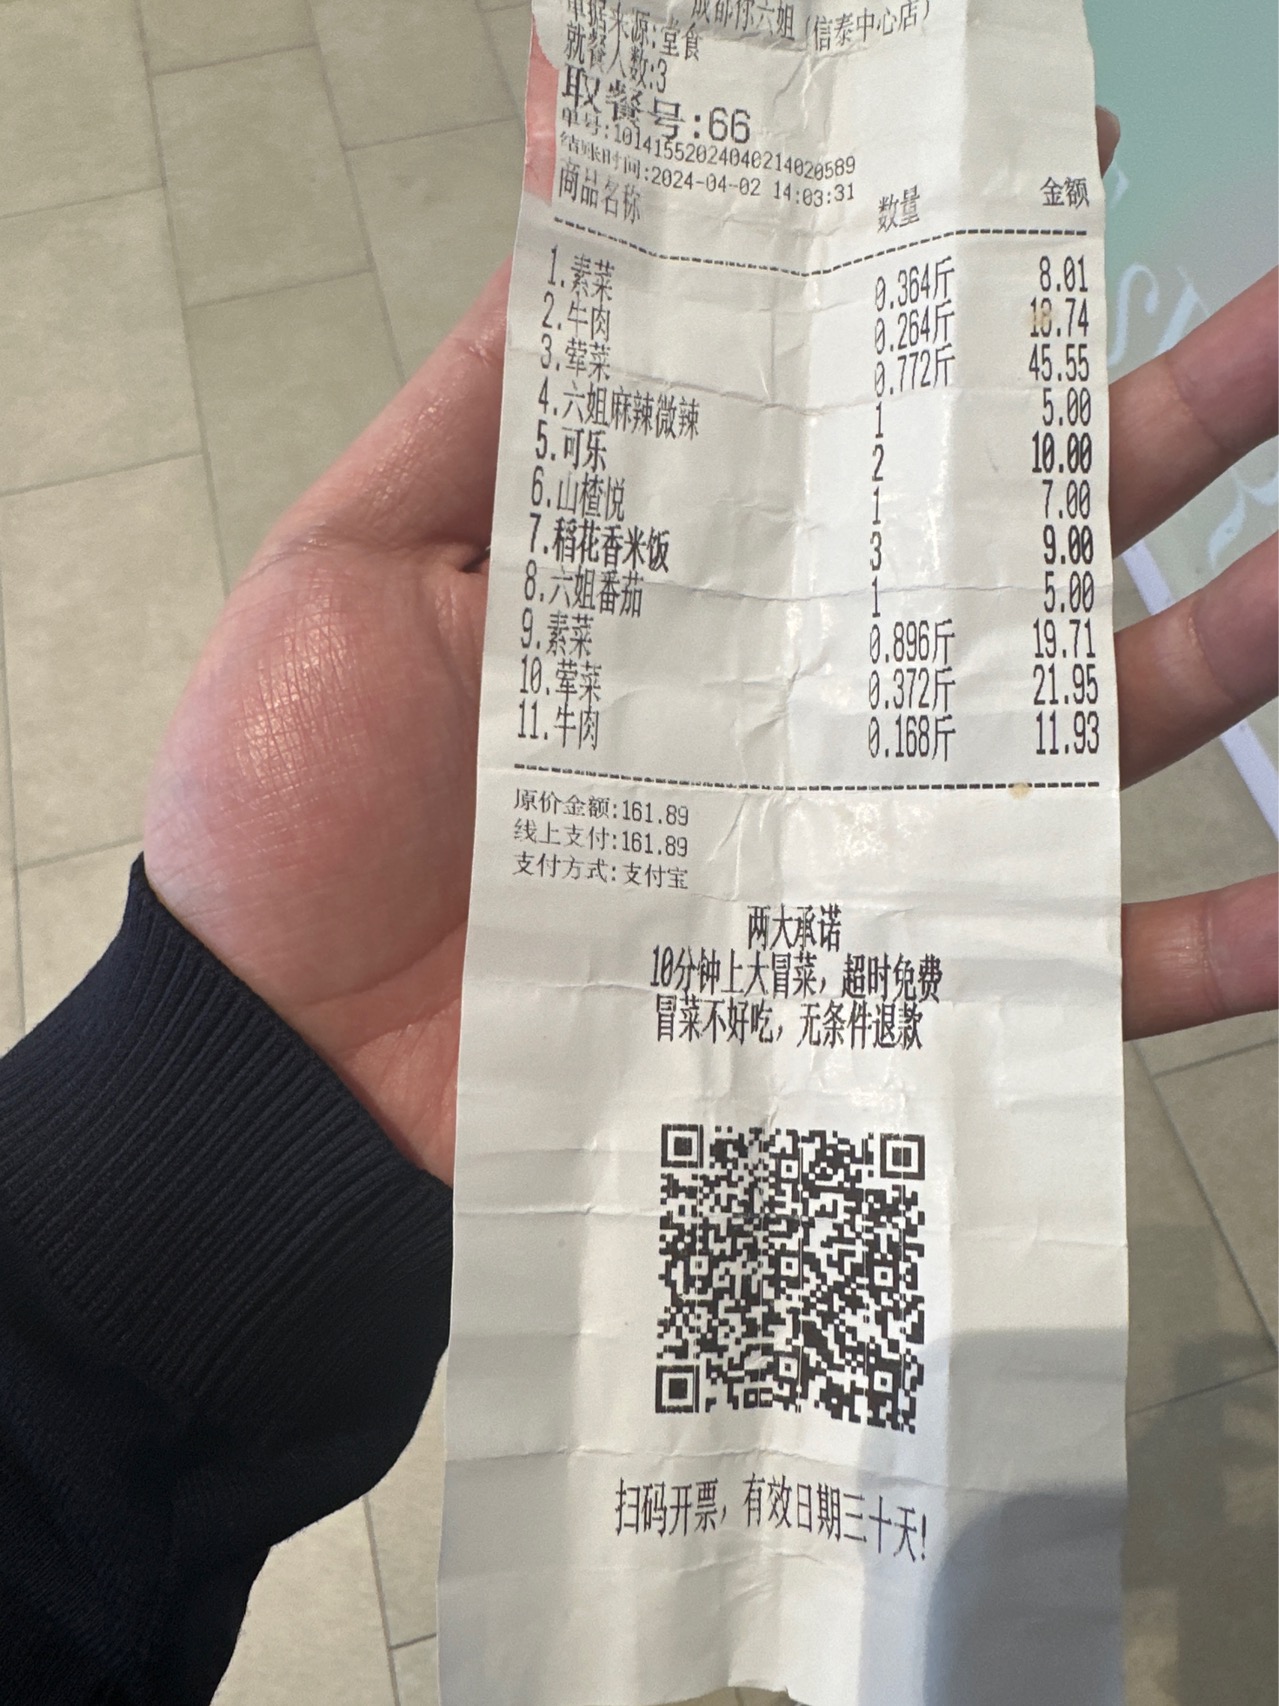 成都你六姐(信泰中心店)
单据来源:堂食
就餐人数:3
取餐号:66
单号:10141552024040214020589
结账时间:2024-04-02 14:03:31
商品名称 数量 金额
1.素菜 0.364斤 8.01
2.牛肉 0.264斤 18.74
3.荤菜 0.772斤 45.55
4.六姐麻辣微辣 1 5.00
5.可乐 2 10.00
6.山楂悦 1 7.00
7.稻花香米饭 3 9.00
8.六姐番茄 1 5.00
9.素菜 0.896斤 19.71
10.荤菜 0.372斤 21.95
11.牛肉 0.168斤 11.93
原价金额:161.89
线上支付:161.89
支付方式:支付宝
两大承诺
10分钟上大冒菜，超时免费
冒菜不好吃，无条件退款
扫码开票，有效日期三十天!